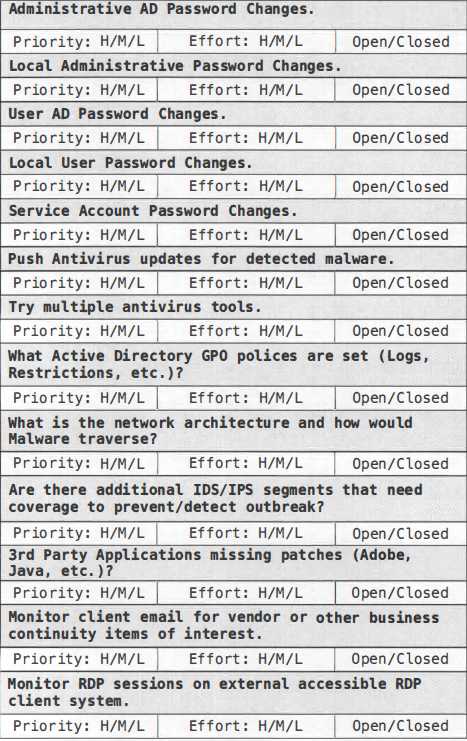 Administrative AD Password Changes.
Priority: H/M/L Effort: H/M/L Open/Closed
Local Administrative Password Changes.
Priority: H/M/L Effort: H/M/L Open/Closed
User AD Password Changes.
Priority: H/M/L Effort: H/M/L Open/Closed
Local User Password Changes.
Priority: H/M/L Effort: H/M/L Open/Closed
Service Account Password Changes.
Priority: H/M/L Effort: H/M/L Open/Closed
Push Antivirus updates for detected malware.
Priority: H/M/L Effort: H/M/L Open/Closed
Try multiple antivirus tools.
Priority: H/M/L Effort: H/M/L Open/Closed
What Active Directory GPO polices are set (Logs,
Restrictions, etc.)?
Priority: H/M/L Effort: H/M/L Open/Closed
What is the network architecture and how would
Malware traverse?
Priority: H/M/L Effort: H/M/L Open/Closed
Are there additional IDS/IPS segments that need
coverage to prevent/detect outbreak?
Priority: H/M/L Effort: H/M/L Open/Closed
3rd Party Applications missing patches (Adobe,
Java, etc.)?
Priority: H/M/L Effort: H/M/L Open/Closed
Monitor client email for vendor or other business
continuity items of interest.
Priority: H/M/L Effort: H/M/L Open/Closed
Monitor RDP sessions on external accessible RDP
client system.
Priority: H/M/L Effort: H/M/L Open/Closed